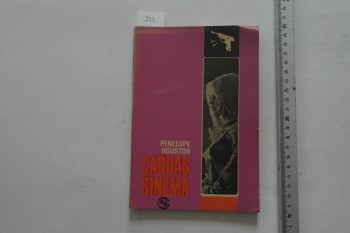 PENELOPE
HOUSTON
ÇAĞDAŞ
SİNEMA